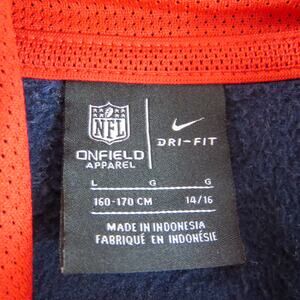 NFL
ONFIELD
APPAREL
DRI-FIT
L G G
160-170 CM 14/16
MADE IN INDONESIA
FABRIQUÉ EN INDONÉSIE